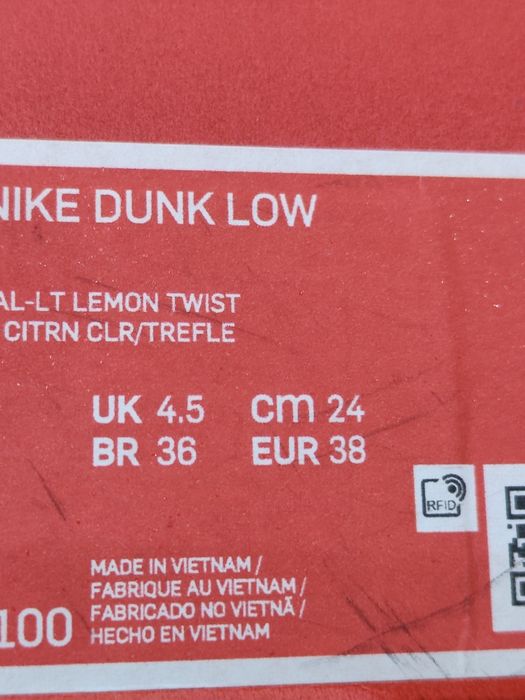 NIKE DUNK LOW
AL-LT LEMON TWIST
CITRN CLR/TREFLE
UK 4.5 cm 24
BR 36 EUR 38
RFID
MADE IN VIETNAM /
FABRIQUE AU VIETNAM /
FABRICADO NO VIETNÃ /
100 HECHO EN VIETNAM